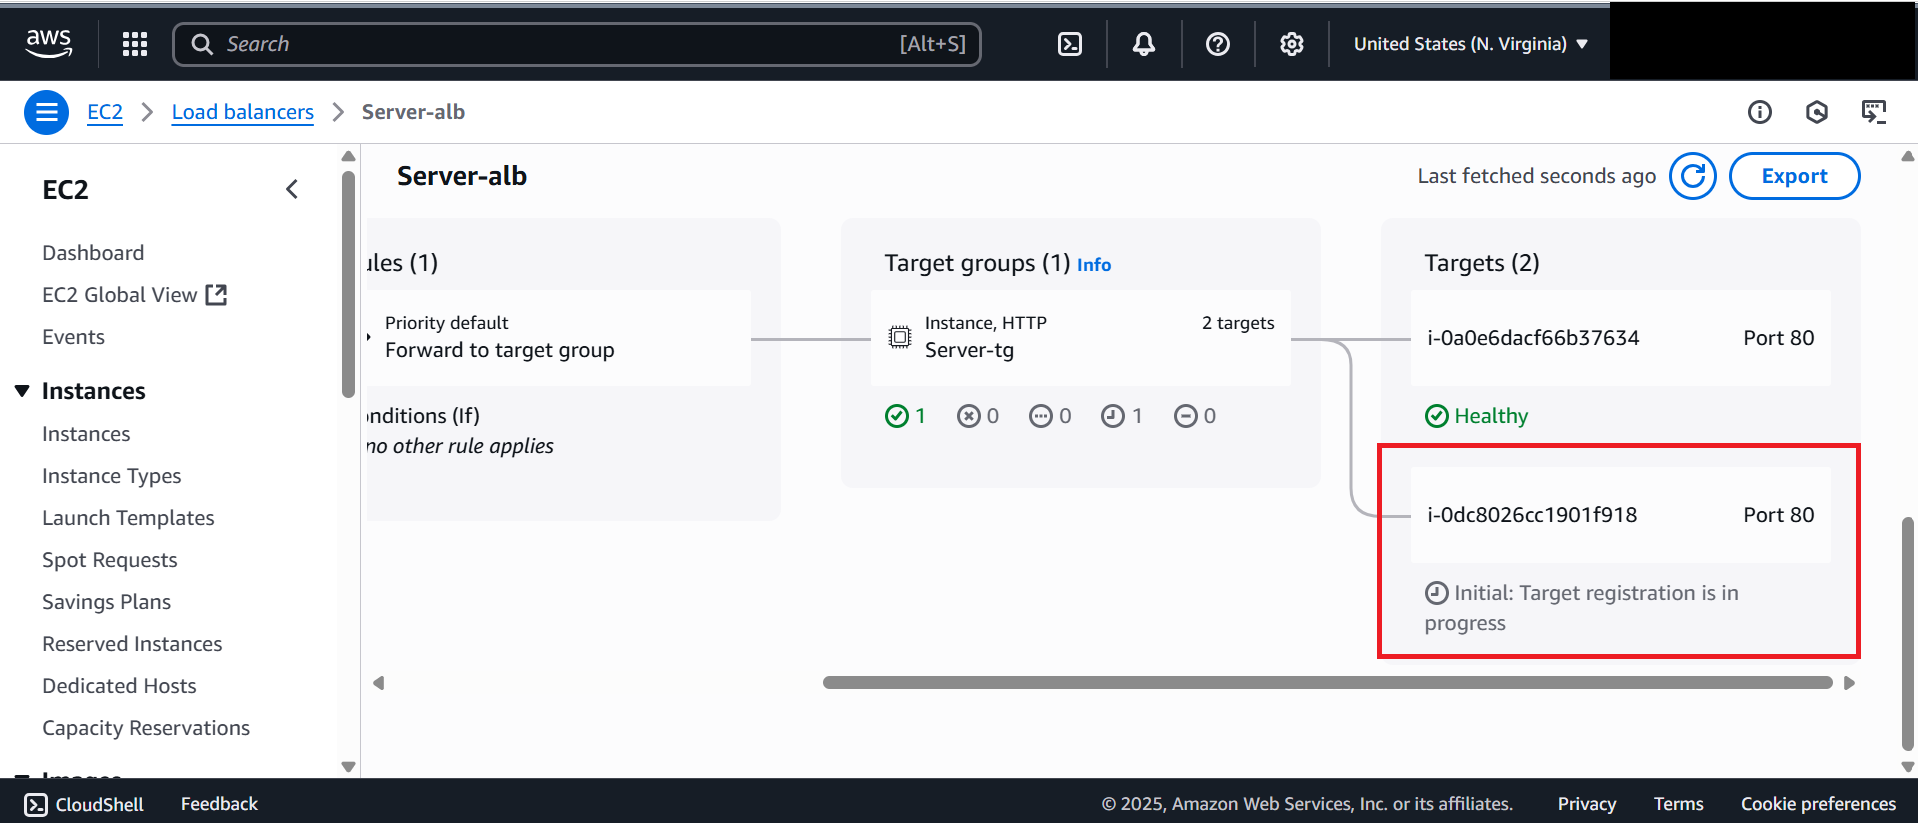 aws
Search [Alt+S]
United States (N. Virginia)
EC2
Load balancers
Server-alb
EC2
Dashboard
EC2 Global View
Events
Instances
Instances
Instance Types
Launch Templates
Spot Requests
Savings Plans
Reserved Instances
Dedicated Hosts
Capacity Reservations
Images
Server-alb
Last fetched seconds ago
Export
ules (1)
Priority default
Forward to target group
nditions (If)
no other rule applies
Target groups (1) Info
Instance, HTTP 2 targets
Server-tg
1 0 0 1 0
Targets (2)
i-0a0e6dacf66b37634 Port 80
Healthy
i-0dc8026cc1901f918 Port 80
Initial: Target registration is in
progress
CloudShell Feedback
© 2025, Amazon Web Services, Inc. or its affiliates. Privacy Terms Cookie preferences